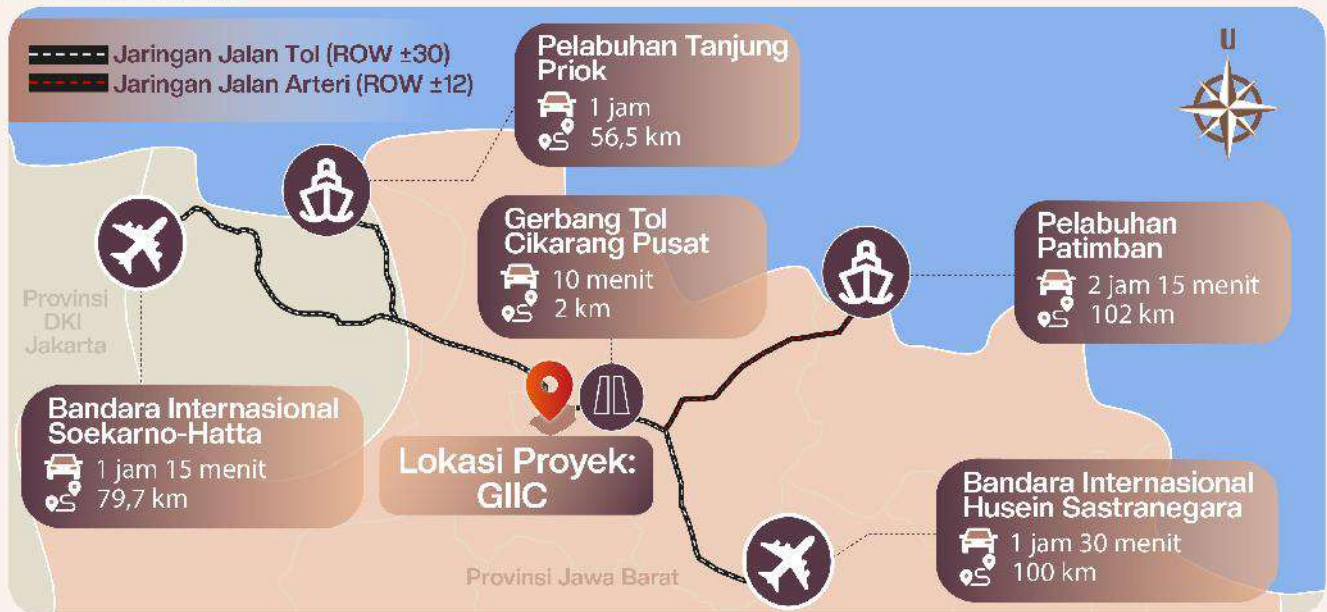 Jaringan Jalan Tol (ROW ±30)
Jaringan Jalan Arteri (ROW ±12)
Pelabuhan Tanjung
Priok
1 jam
56,5 km
U
Gerbang Tol
Cikarang Pusat
10 menit
2 km
Pelabuhan
Patimban
2 jam 15 menit
102 km
Provinsi
DKI
Jakarta
Bandara Internasional
Soekarno-Hatta
1 jam 15 menit
79,7 km
Lokasi Proyek:
GIIC
Bandara Internasional
Husein Sastranegara
1 jam 30 menit
100 km
Provinsi Jawa Barat